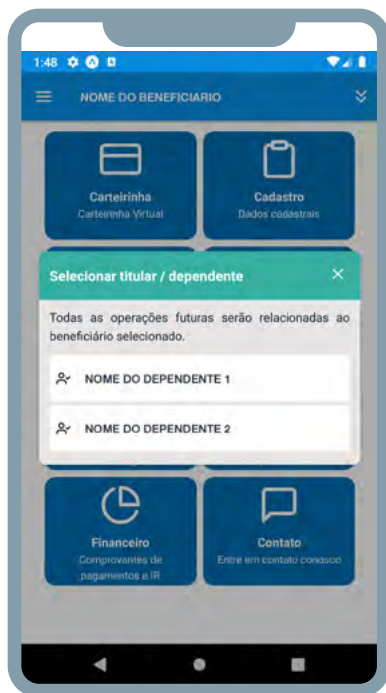 1:48
NOME DO BENEFICIARIO
Carteirinha
Carteirinha Virtual
Cadastro
Dados cadastrais
Selecionar titular / dependente
Todas as operações futuras serão relacionadas ao
beneficiário selecionado.
NOME DO DEPENDENTE 1
NOME DO DEPENDENTE 2
Financeiro
Comprovantes de
pagamentos e IR
Contato
Entre em contato conosco